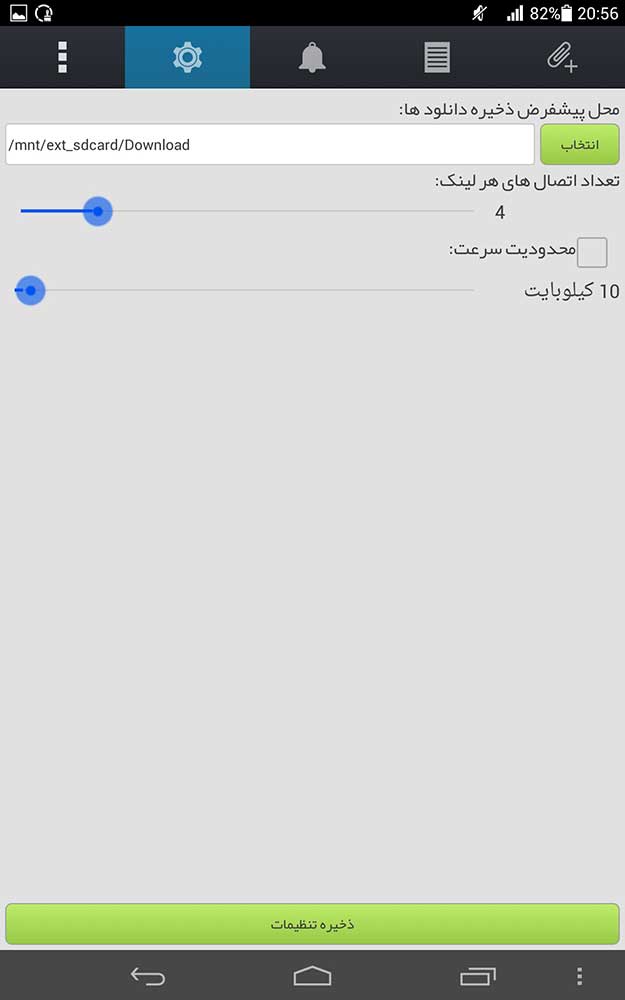 82% 20:56
محل پیشفرض ذخیره دانلود ها:
انتخاب
/mnt/ext_sdcard/Download
تعداد اتصال های هر لینک:
4
محدودیت سرعت:
10 کیلوبایت
ذخیره تنظیمات